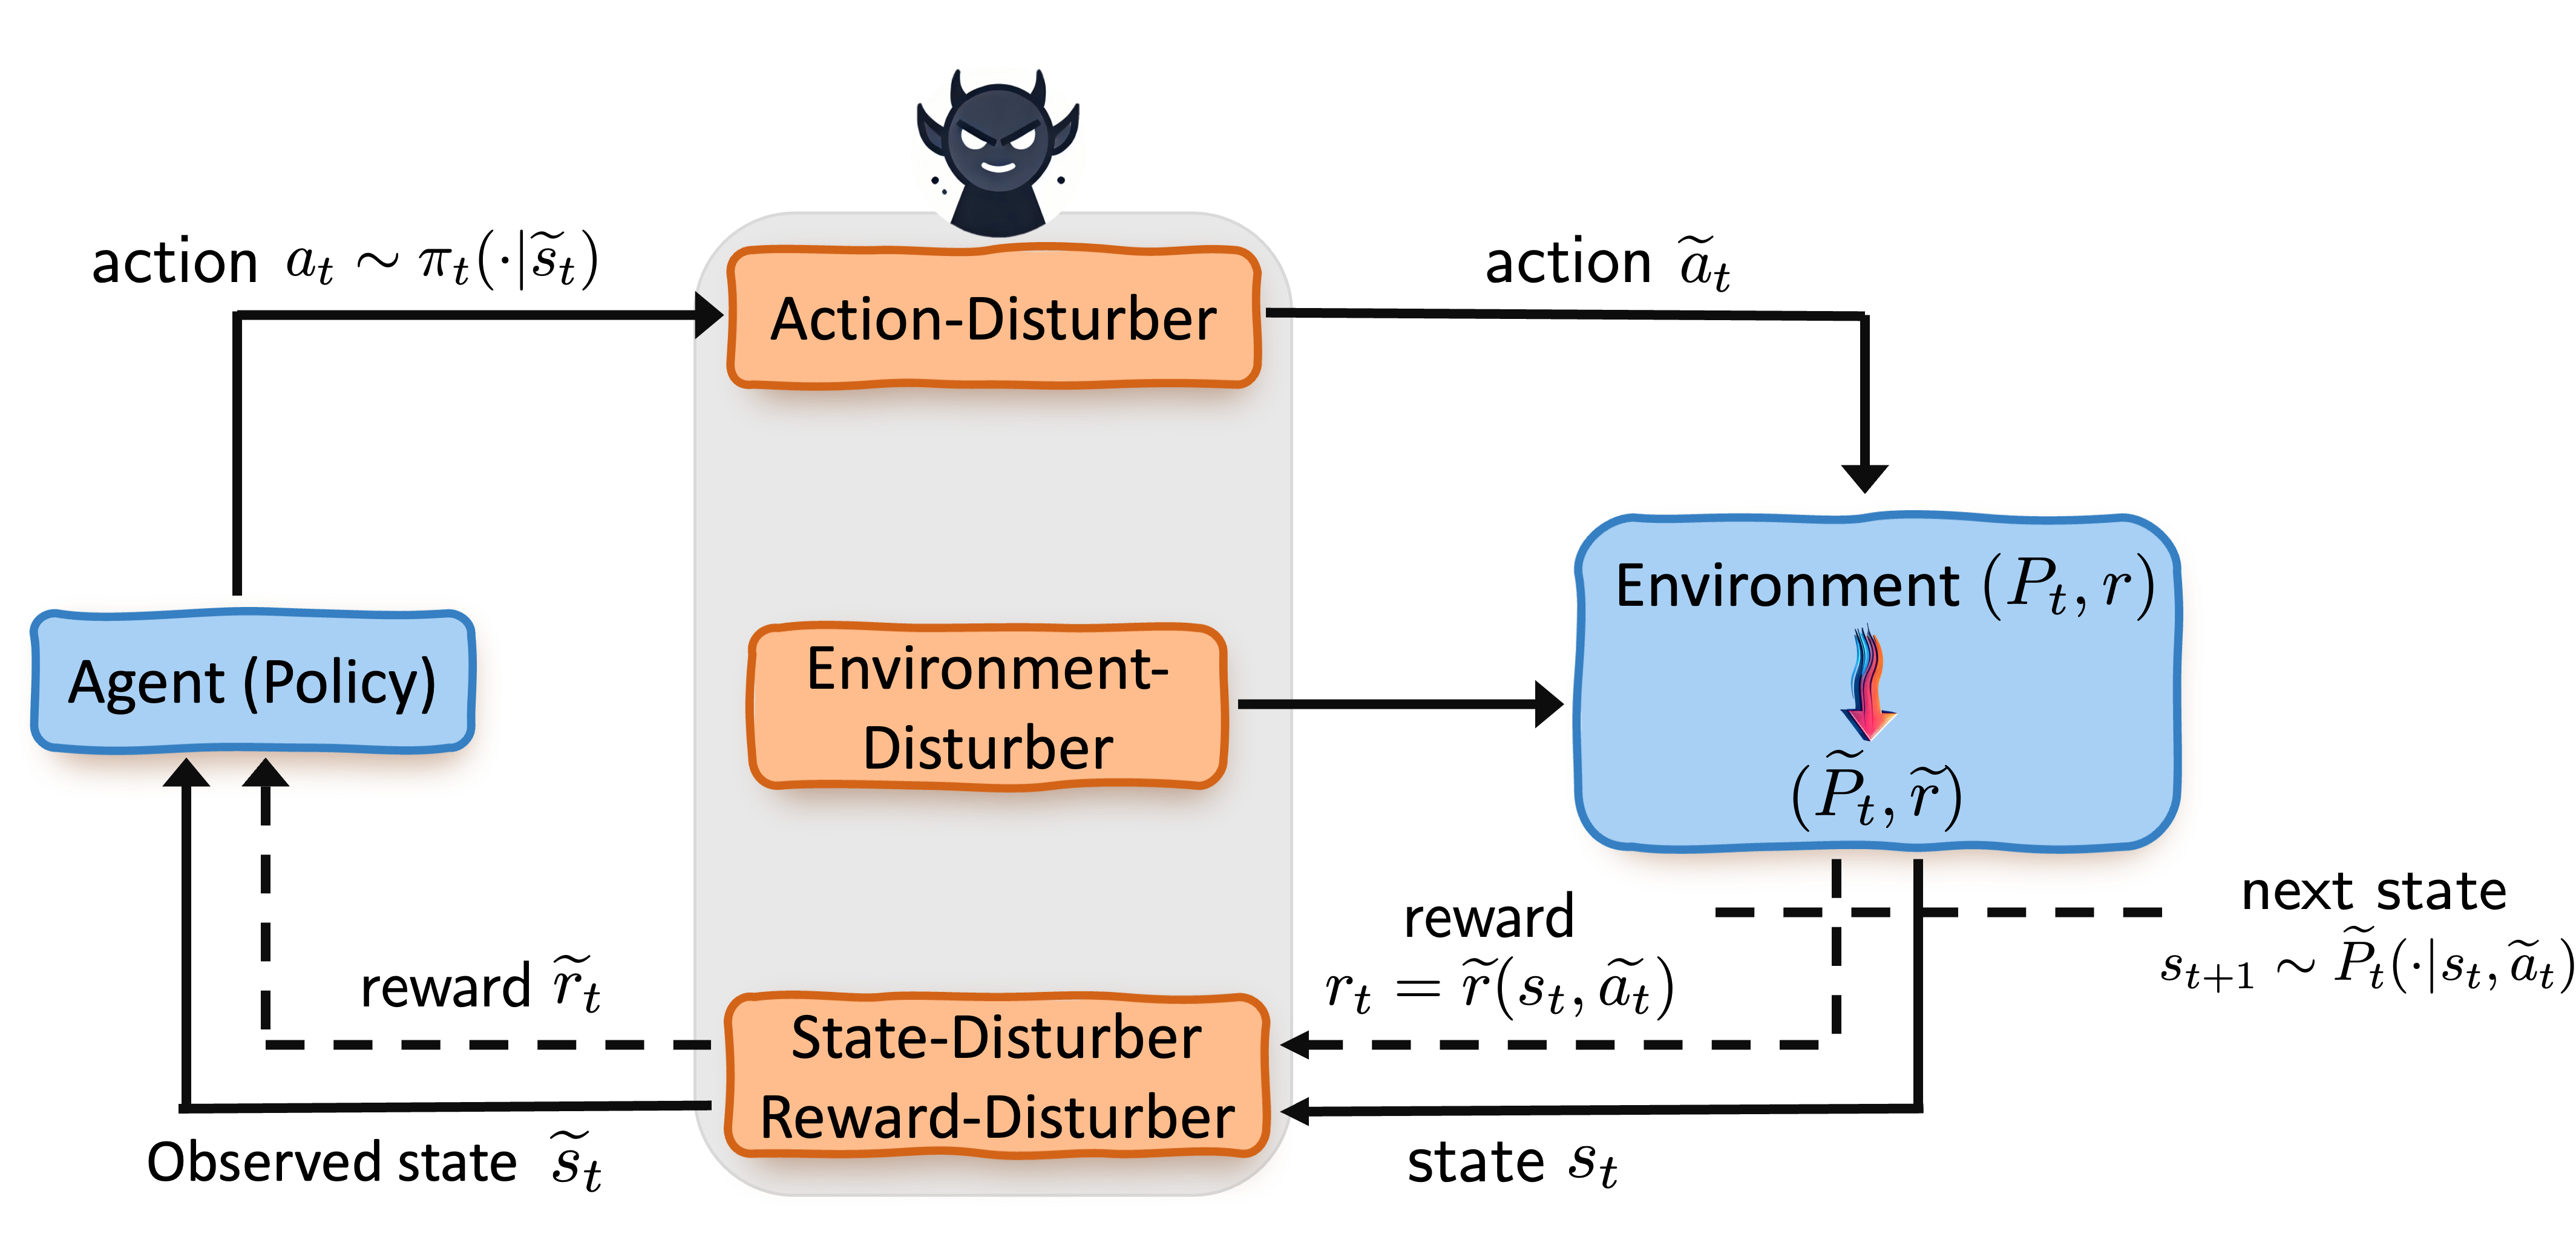 action $a_t \sim \pi_t(\cdot|\widetilde{s}_t)$
Action-Disturber
action $\widetilde{a}_t$
Agent (Policy)
Environment-
Disturber
Environment $(P_t, r)$
$(\widetilde{P}_t, \widetilde{r})$
reward
$r_t = \widetilde{r}(s_t, \widetilde{a}_t)$
next state
$s_{t+1} \sim \widetilde{P}_t(\cdot|s_t, \widetilde{a}_t)$
reward $\widetilde{r}_t$
State-Disturber
Reward-Disturber
Observed state $\widetilde{s}_t$
state $s_t$